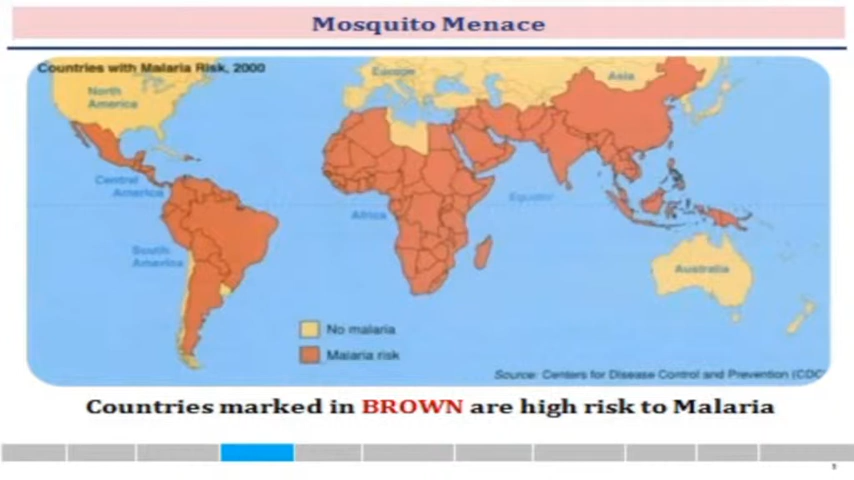 Mosquito Menace
Countries with Malaria Risk, 2000
Europe
Asia
North
America
Central
America
Equator
Africa
South
America
Australia
No malaria
Malaria risk
Source: Centers for Disease Control and Prevention (CDC
Countries marked in BROWN are high risk to Malaria